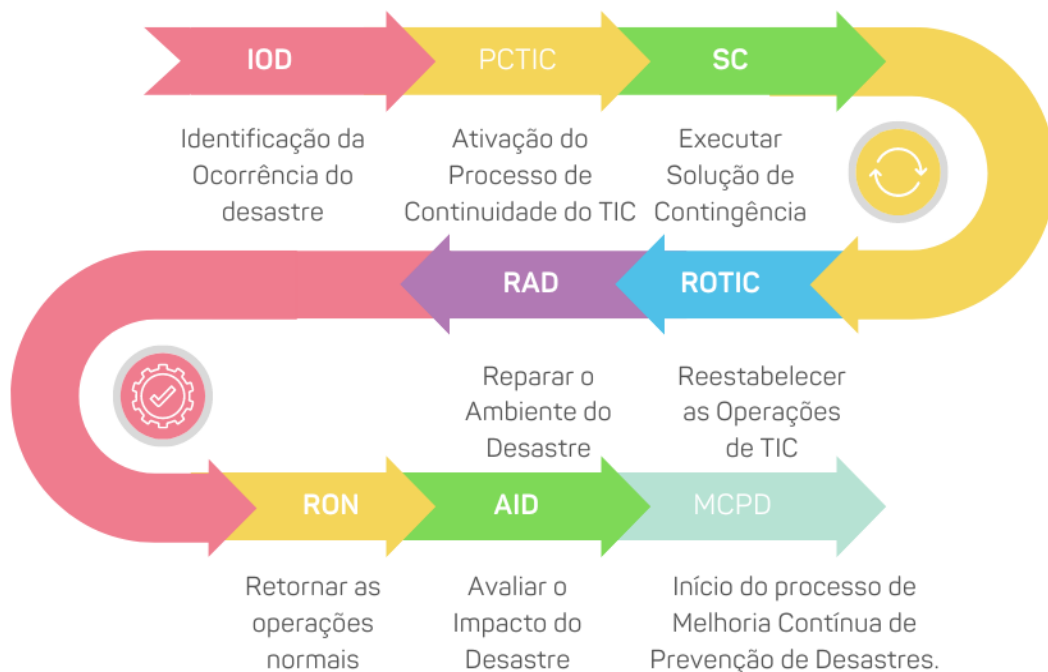 IOD
PCTIC
SC
Identificação da
Ocorrência do
desastre
Ativação do
Processo de
Continuidade do TIC
Executar
Solução de
Contingência
ROTIC
RAD
Reestabelecer
as Operações
de TIC
Reparar o
Ambiente do
Desastre
RON
AID
MCPD
Retornar as
operações
normais
Avaliar o
Impacto do
Desastre
Início do processo de
Melhoria Contínua de
Prevenção de Desastres.